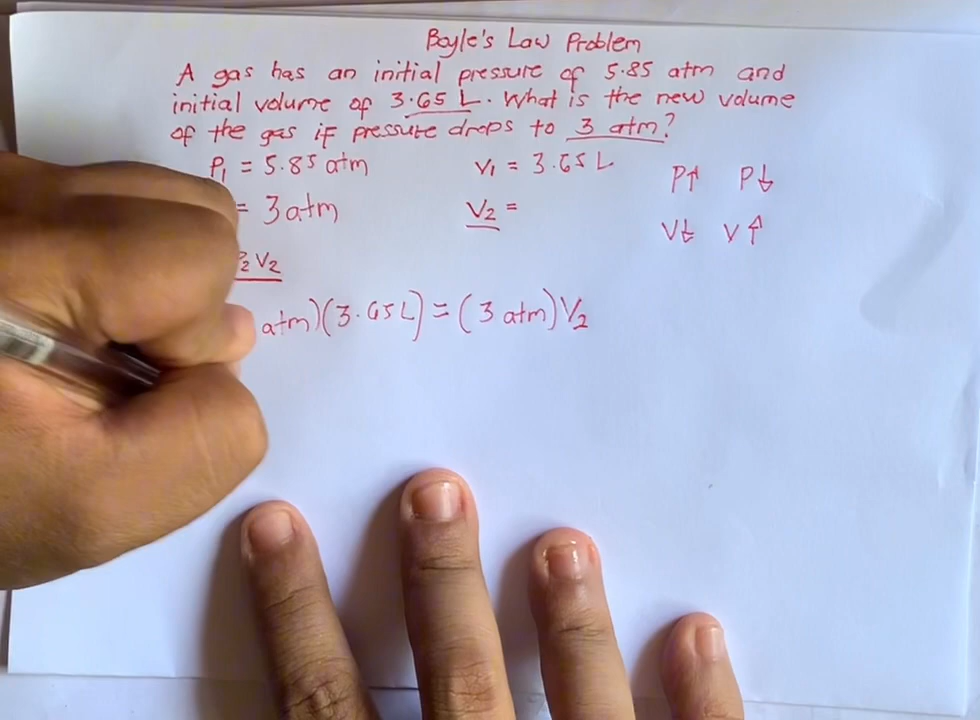 Boyle's Law Problem
A gas has an initial pressure of 5.85 atm and
initial volume of 3.65 L. What is the new volume
of the gas if pressure drops to 3 atm?
P₁ = 5.85 atm V₁ = 3.65 L P↑ P↓
= 3 atm V₂ = V↓ V↑
P₂ V₂
atm)(3.65 L) = (3 atm) V₂